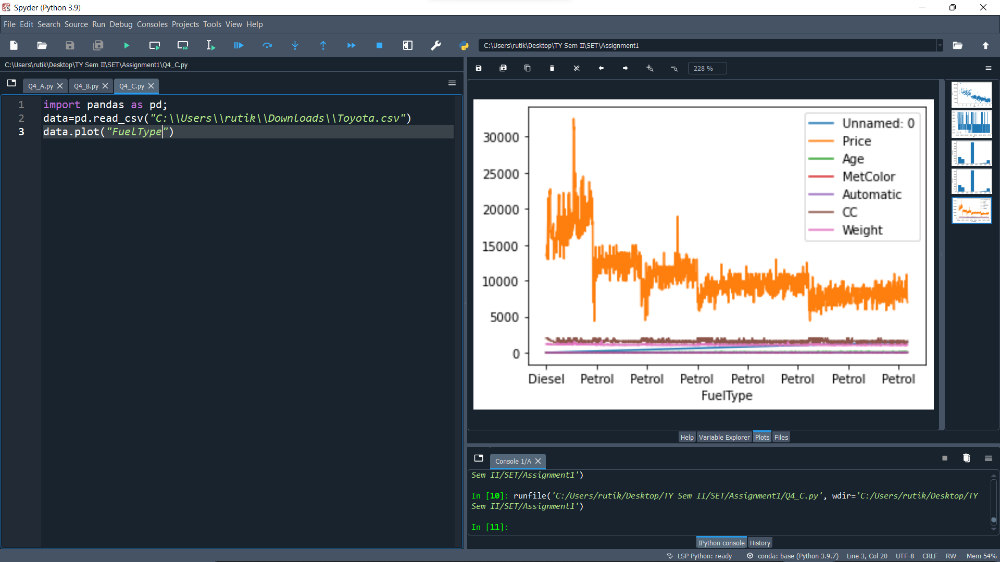 Spyder (Python 3.9)
File Edit Search Source Run Debug Consoles Projects Tools View Help
C:\Users\rutik\Desktop\TY Sem II\SET\Assignment1
C:\Users\rutik\Desktop\TY Sem II\SET\Assignment1\Q4_C.py
Q4_A.py Q4_B.py Q4_C.py
1 import pandas as pd;
2 data=pd.read_csv("C:\\Users\\rutik\\Downloads\\Toyota.csv")
3 data.plot("FuelType")
228 %
30000
25000
20000
15000
10000
5000
0
Unnamed: 0
Price
Age
MetColor
Automatic
CC
Weight
Diesel Petrol Petrol Petrol Petrol Petrol Petrol Petrol
FuelType
Help Variable Explorer Plots Files
Console 1/A
Sem II/SET/Assignment1')
In [10]: runfile('C:/Users/rutik/Desktop/TY Sem II/SET/Assignment1/Q4_C.py', wdir='C:/Users/rutik/Desktop/TY
Sem II/SET/Assignment1')
In [11]:
IPython console History
LSP Python: ready conda: base (Python 3.9.7) Line 3, Col 20 UTF-8 CRLF RW Mem 54%